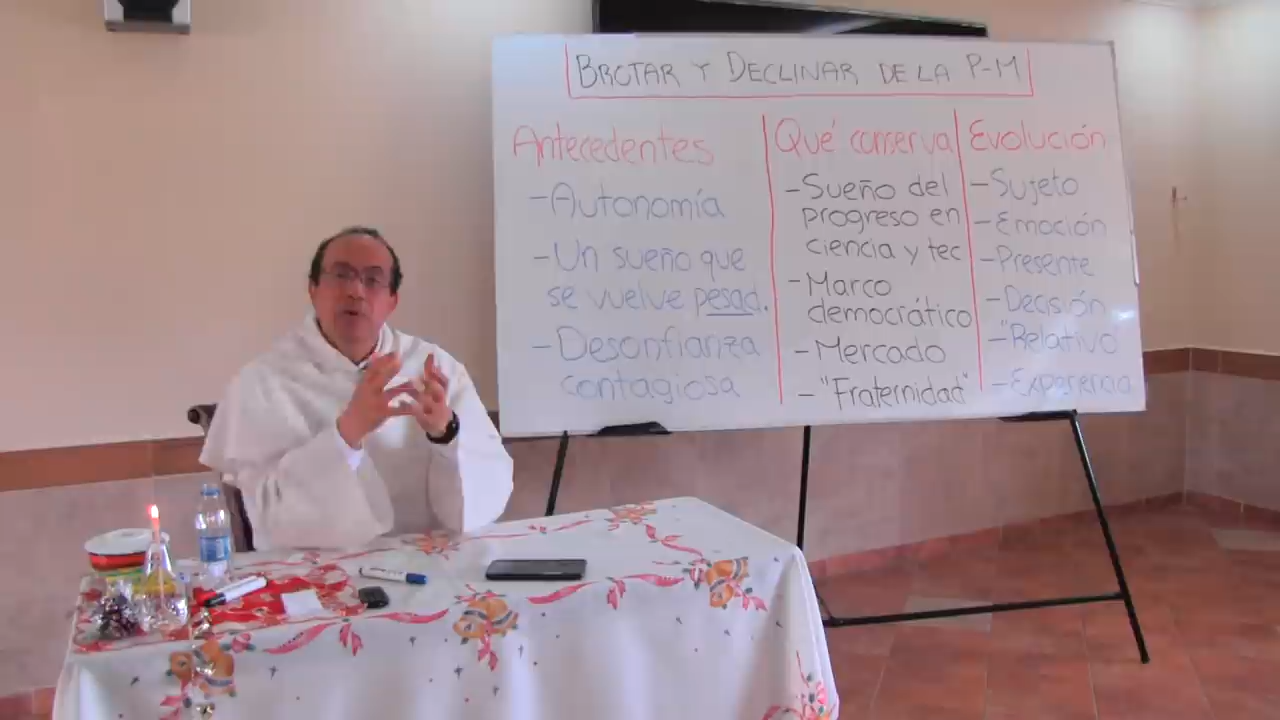 BROTAR Y DECLINAR DE LA P-M
Antecedentes
- Autonomía
- Un sueño que
se vuelve pesad.
- Desconfianza
contagiosa
Qué conserva
- Sueño del
progreso en
ciencia y tec
- Marco
democrático
- Mercado
- "Fraternidad"
Evolución
- Sujeto
- Emoción
- Presente
- Decisión
- "Relativo
- Experiencia